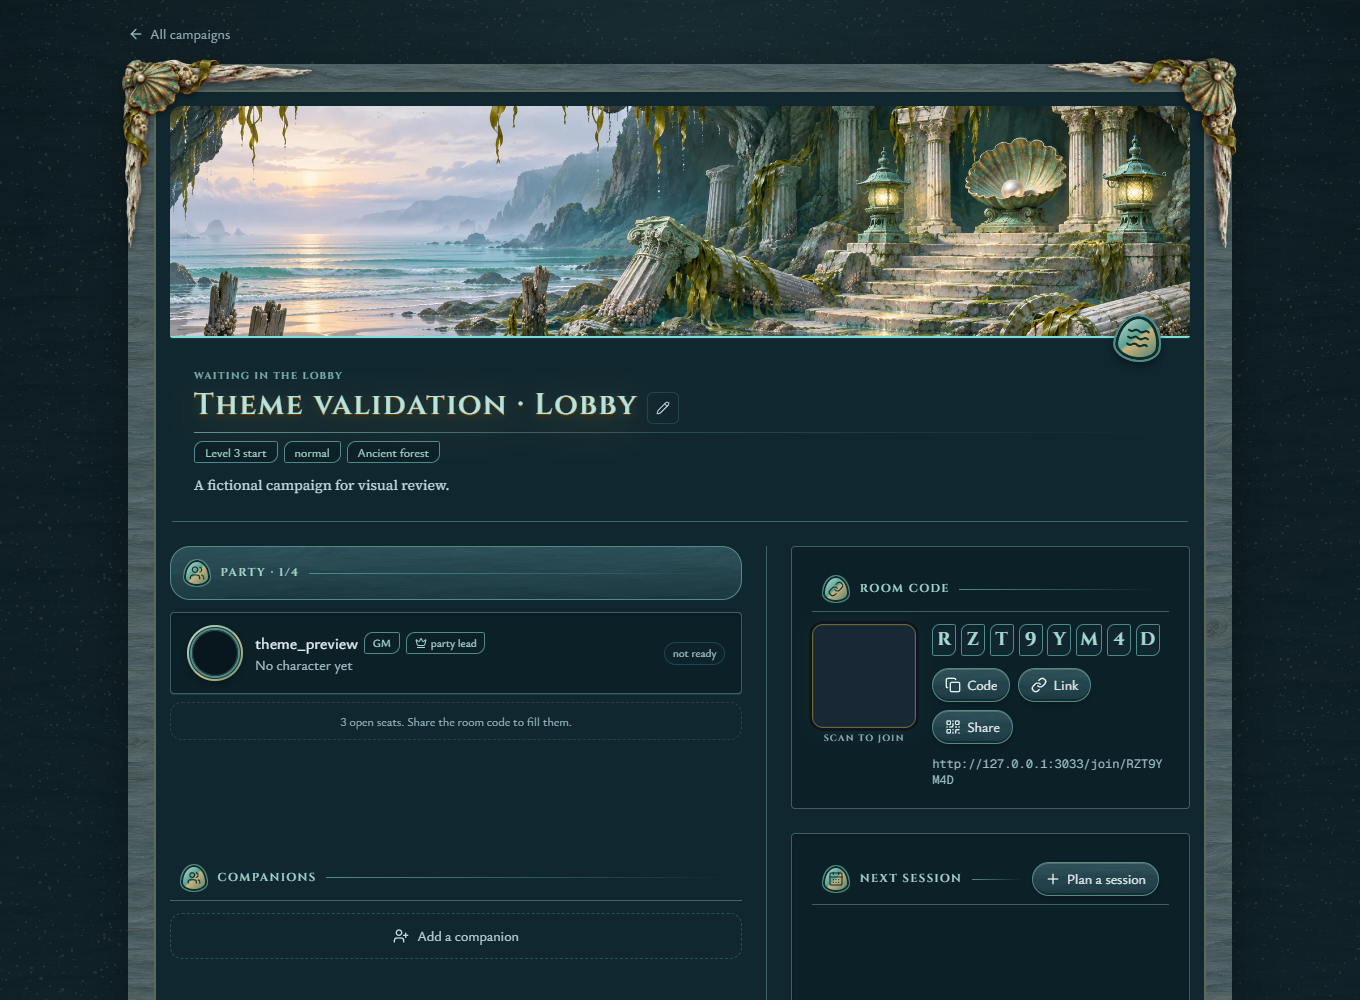 All campaigns
WAITING IN THE LOBBY
THEME VALIDATION · LOBBY
Level 3 start normal Ancient forest
A fictional campaign for visual review.
PARTY · 1/4
theme_preview GM party lead
No character yet
not ready
3 open seats. Share the room code to fill them.
COMPANIONS
Add a companion
ROOM CODE
R Z T 9 Y M 4 D
Code Link
Share
SCAN TO JOIN
http://127.0.0.1:3033/join/RZT9Y
M4D
NEXT SESSION
Plan a session